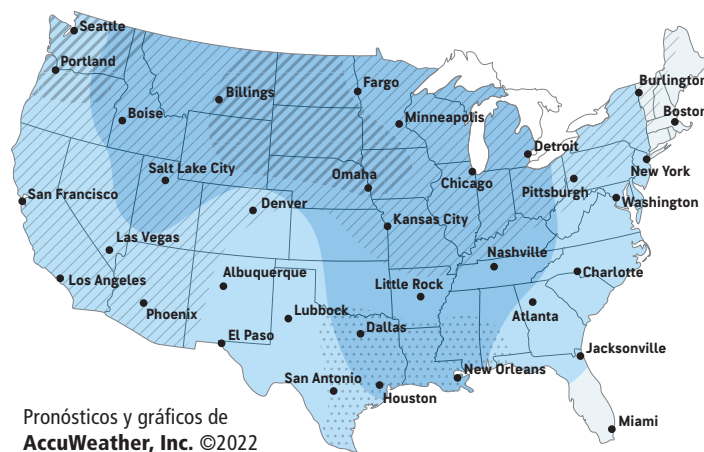 Seattle
Portland
Billings
Fargo
Burlington
Boise
Minneapolis
Boston
Detroit
Salt Lake City
Omaha
Chicago
New York
Pittsburgh
San Francisco
Denver
Washington
Kansas City
Las Vegas
Nashville
Los Angeles
Albuquerque
Little Rock
Charlotte
Phoenix
Lubbock
Atlanta
Dallas
El Paso
Jacksonville
San Antonio
New Orleans
Houston
Miami
Pronósticos y gráficos de
AccuWeather, Inc. ©2022